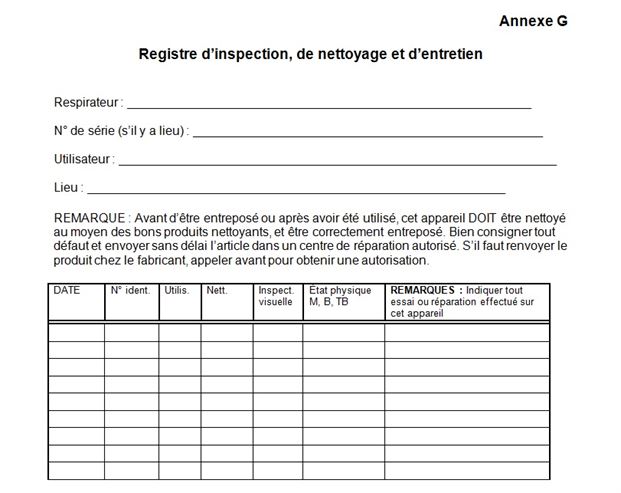 Annexe G
Registre d’inspection, de nettoyage et d’entretien
Respirateur :
N° de série (s’il y a lieu) :
Utilisateur :
Lieu :
REMARQUE : Avant d’être entreposé ou après avoir été utilisé, cet appareil DOIT être nettoyé
au moyen des bons produits nettoyants, et être correctement entreposé. Bien consigner tout
défaut et envoyer sans délai l’article dans un centre de réparation autorisé. S’il faut renvoyer le
produit chez le fabricant, appeler avant pour obtenir une autorisation.
DATE N° ident. Utilis. Nett. Inspect. État physique REMARQUES : Indiquer tout
visuelle M, B, TB essai ou réparation effectué sur
cet appareil